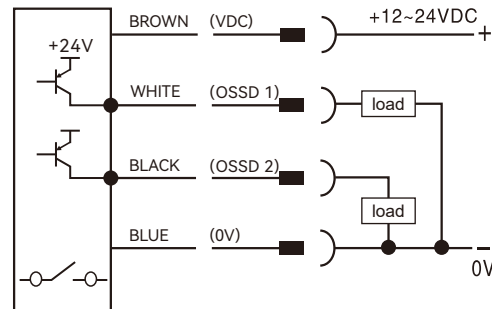 BROWN (VDC) +12~24VDC +
+24V
WHITE (OSSD 1) load
BLACK (OSSD 2)
load
BLUE (0V) −
0V